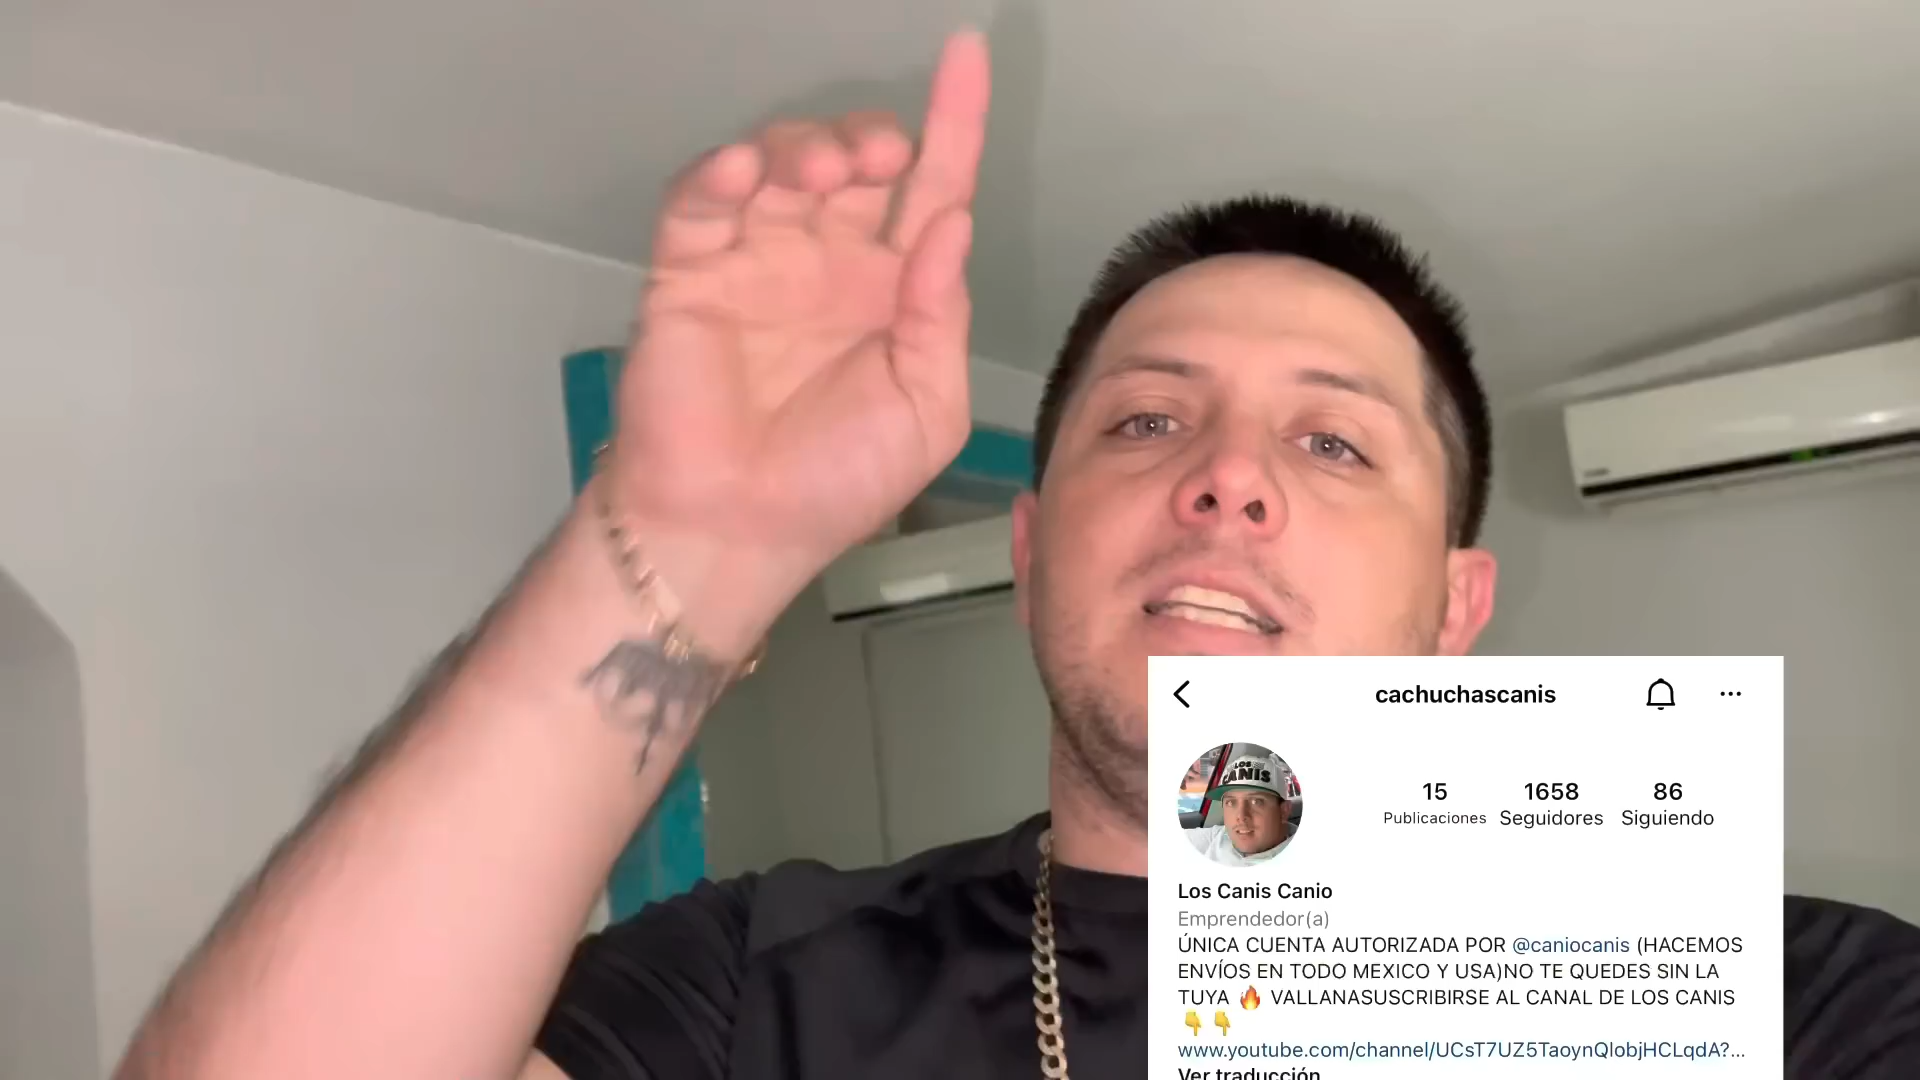 cachuchascanis
LOS
CANIS
15
1658
86
Publicaciones
Seguidores
Siguiendo
Los Canis Canio
Emprendedor(a)
ÚNICA CUENTA AUTORIZADA POR @caniocanis (HACEMOS
ENVÍOS EN TODO MEXICO Y USA)NO TE QUEDES SIN LA
TUYA 🔥 VALLANASUSCRIBIRSE AL CANAL DE LOS CANIS
👇 👇
www.youtube.com/channel/UCsT7UZ5TaoynQlobjHCLqdA?...
Ver traducción